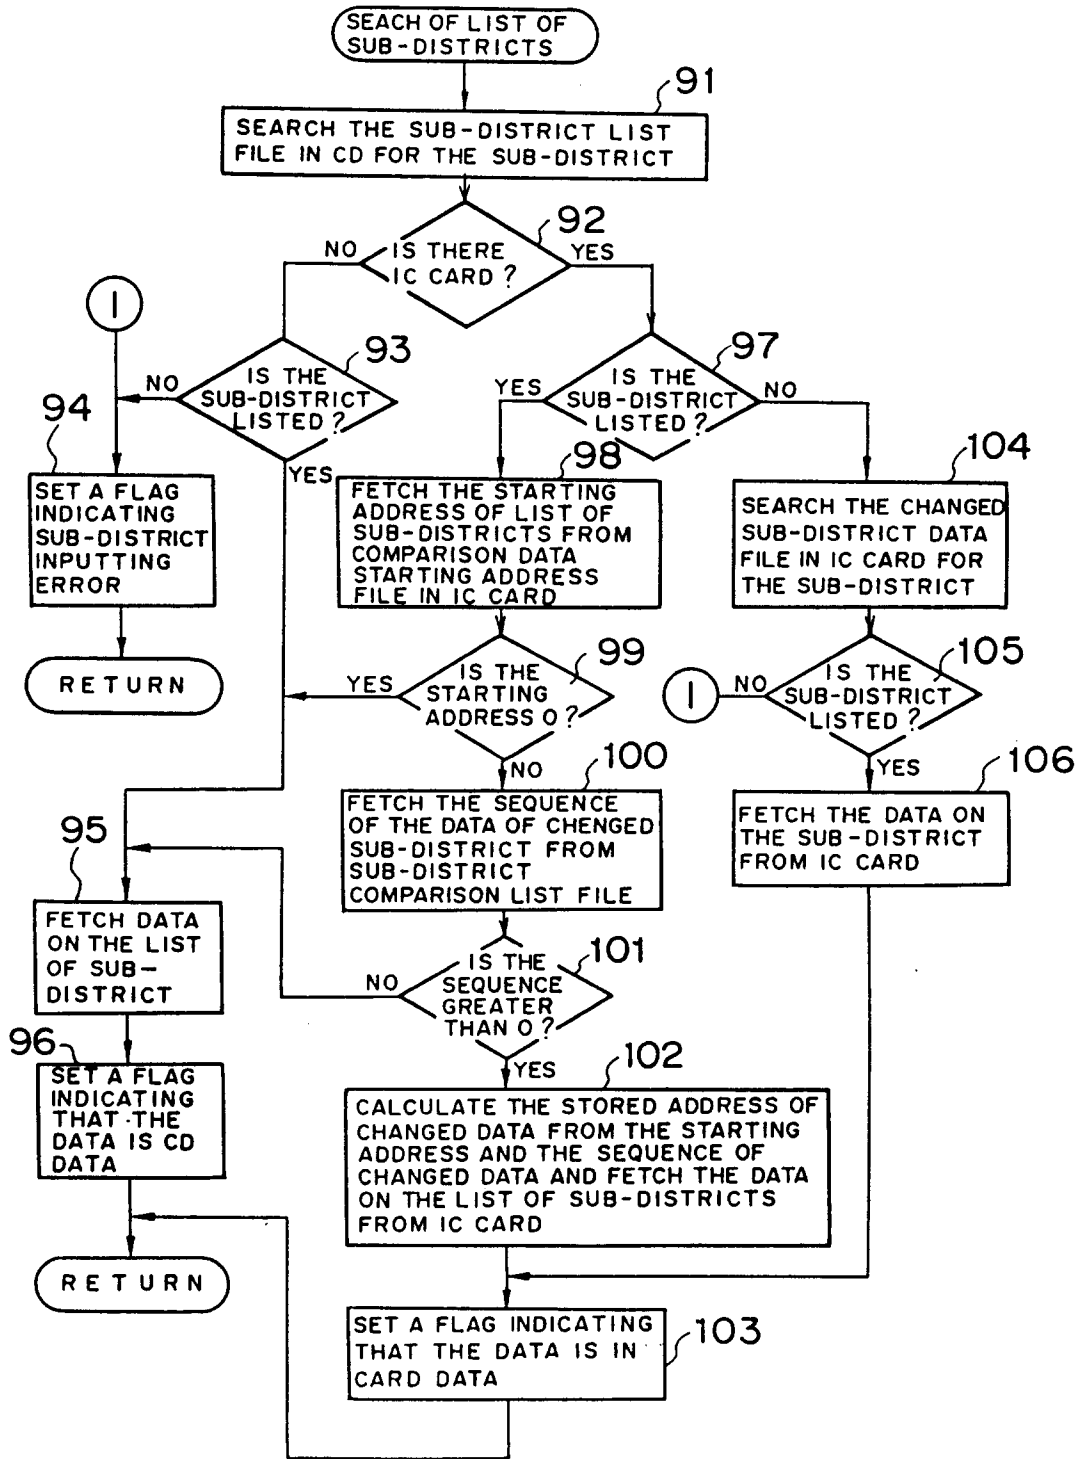 SEACH OF LIST OF
SUB-DISTRICTS
91
SEARCH THE SUB-DISTRICT LIST
FILE IN CD FOR THE SUB-DISTRICT
92
NO
IS THERE
IC CARD?
YES
1
93
NO
IS THE
SUB-DISTRICT
LISTED?
YES
97
YES
IS THE
SUB-DISTRICT
LISTED?
NO
94
SET A FLAG
INDICATING
SUB-DISTRICT
INPUTTING
ERROR
RETURN
98
FETCH THE STARTING
ADDRESS OF LIST OF
SUB-DISTRICTS FROM
COMPARISON DATA
STARTING ADDRESS
FILE IN IC CARD
104
SEARCH THE CHANGED
SUB-DISTRICT DATA
FILE IN IC CARD FOR
THE SUB-DISTRICT
99
YES
IS THE
STARTING
ADDRESS 0?
NO
105
1
NO
IS THE
SUB-DISTRICT
LISTED?
YES
100
FETCH THE SEQUENCE
OF THE DATA OF CHENGED
SUB-DISTRICT FROM
SUB-DISTRICT
COMPARISON LIST FILE
106
FETCH THE DATA ON
THE SUB-DISTRICT
FROM IC CARD
95
FETCH DATA
ON THE LIST
OF SUB-
DISTRICT
101
NO
IS THE
SEQUENCE
GREATER
THAN 0?
YES
96
SET A FLAG
INDICATING
THAT THE
DATA IS CD
DATA
102
CALCULATE THE STORED ADDRESS OF
CHANGED DATA FROM THE STARTING
ADDRESS AND THE SEQUENCE OF
CHANGED DATA AND FETCH THE DATA
ON THE LIST OF SUB-DISTRICTS
FROM IC CARD
RETURN
103
SET A FLAG INDICATING
THAT THE DATA IS IN
CARD DATA